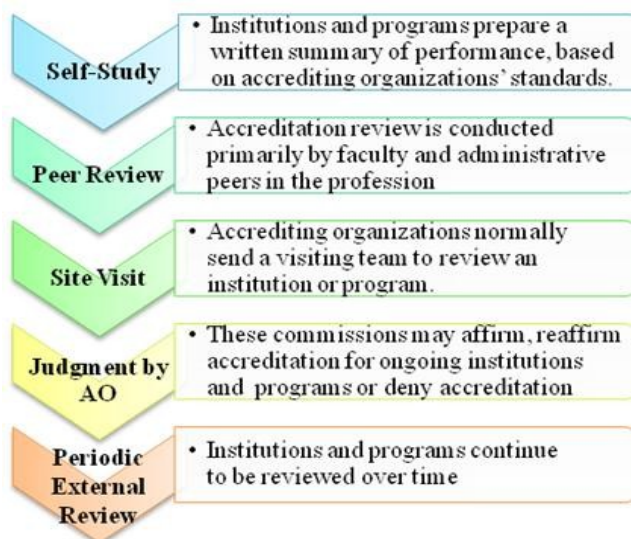 Self-Study
• Institutions and programs prepare a
written summary of performance, based
on accrediting organizations' standards.
Peer Review
• Accreditation review is conducted
primarily by faculty and administrative
peers in the profession
Site Visit
• Accrediting organizations normally
send a visiting team to review an
institution or program.
Judgment by
AO
• These commissions may affirm, reaffirm
accreditation for ongoing institutions
and programs or deny accreditation
Periodic
External
Review
• Institutions and programs continue
to be reviewed over time